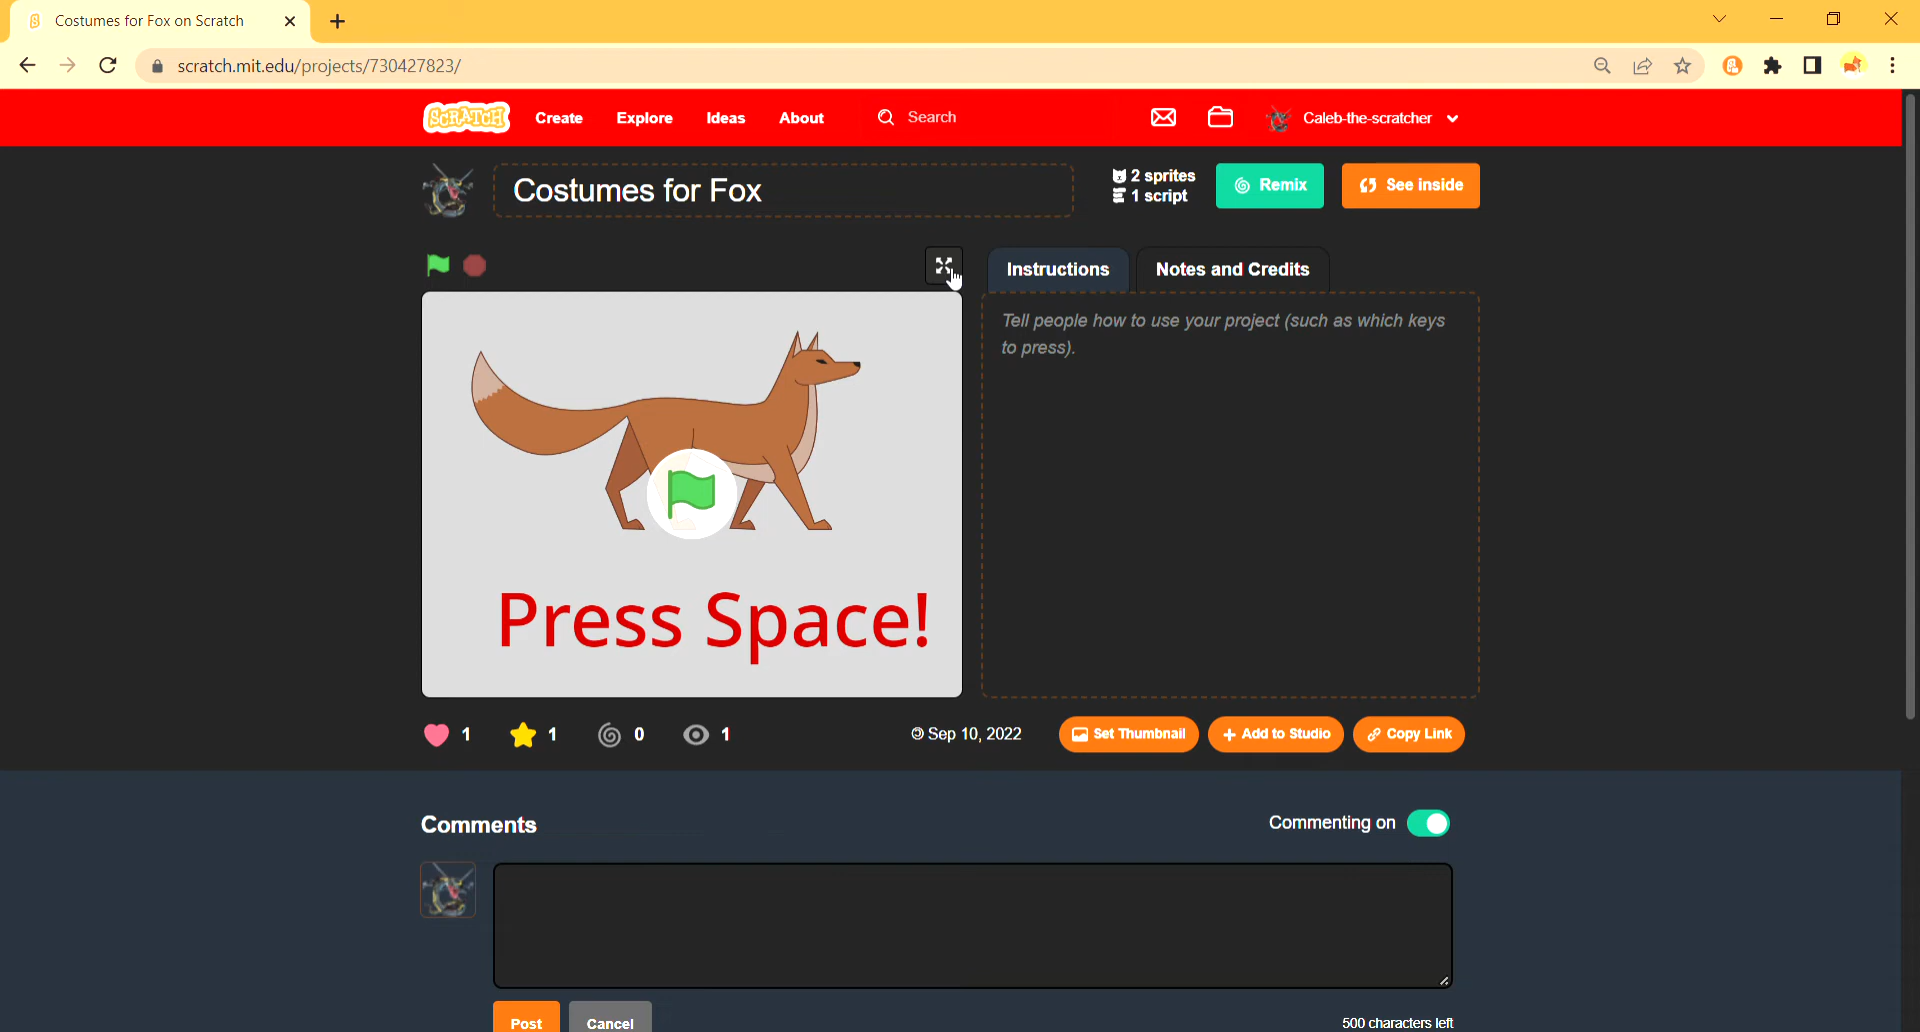 Costumes for Fox on Scratch
scratch.mit.edu/projects/730427823/
SCRATCH Create Explore Ideas About Search Caleb-the-scratcher
Costumes for Fox
2 sprites
1 script
Remix
See inside
Instructions
Notes and Credits
Tell people how to use your project (such as which keys
to press).
Press Space!
1 1 0 1
© Sep 10, 2022
Set Thumbnail
+ Add to Studio
Copy Link
Comments
Commenting on
Post
Cancel
500 characters left